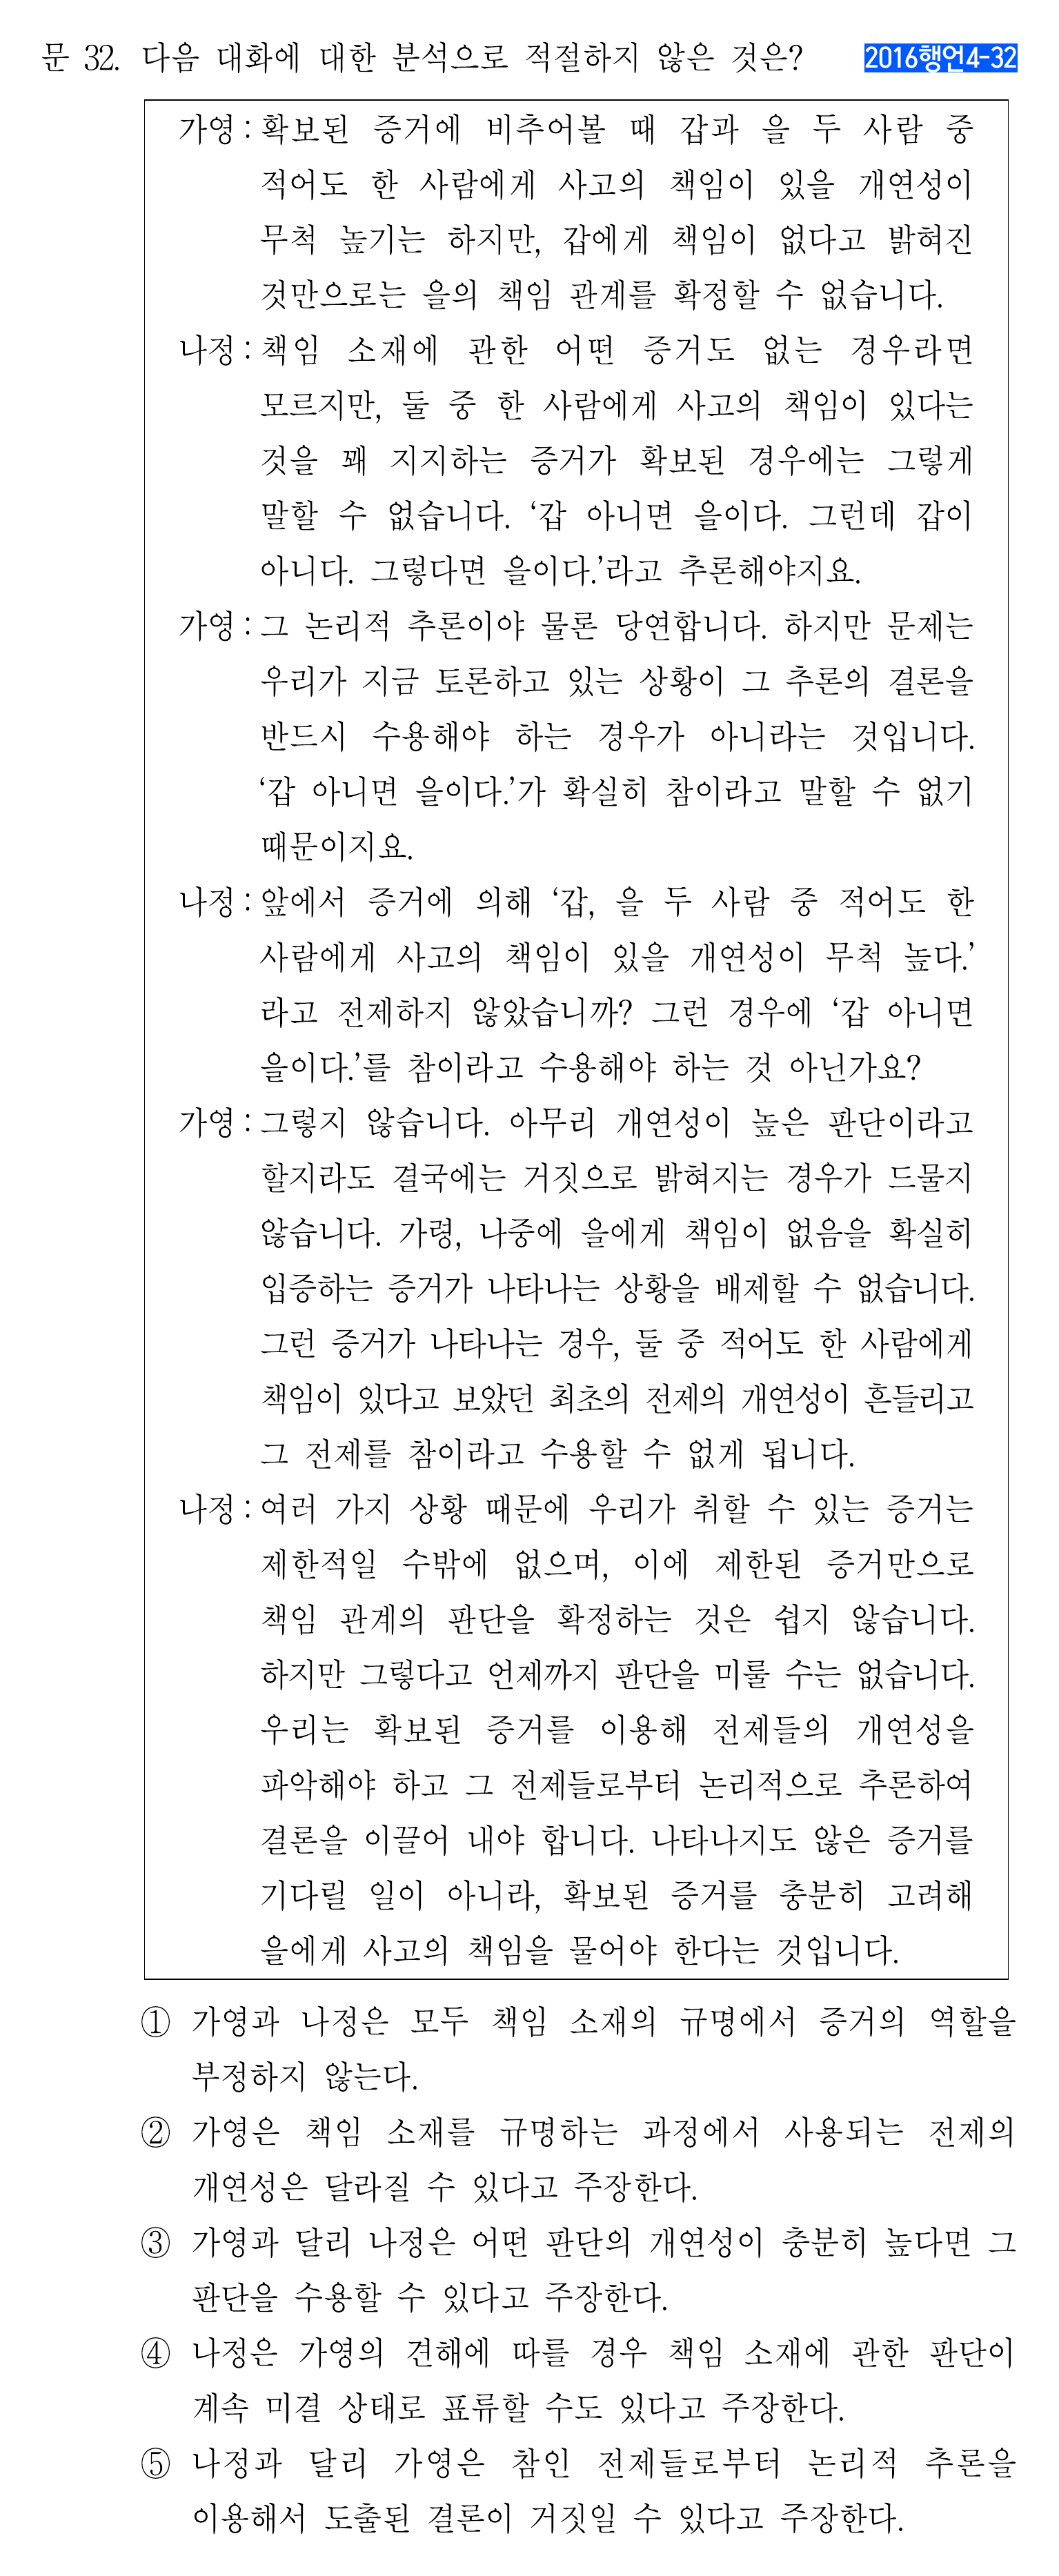 문 32. 다음 대화에 대한 분석으로 적절하지 않은 것은? 2016행언4-32
가영 : 확보된 증거에 비추어볼 때 갑과 을 두 사람 중
적어도 한 사람에게 사고의 책임이 있을 개연성이
무척 높기는 하지만, 갑에게 책임이 없다고 밝혀진
것만으로는 을의 책임 관계를 확정할 수 없습니다.
나정 : 책임 소재에 관한 어떤 증거도 없는 경우라면
모르지만, 둘 중 한 사람에게 사고의 책임이 있다는
것을 꽤 지지하는 증거가 확보된 경우에는 그렇게
말할 수 없습니다. ‘갑 아니면 을이다. 그런데 갑이
아니다. 그렇다면 을이다.’라고 추론해야지요.
가영 : 그 논리적 추론이야 물론 당연합니다. 하지만 문제는
우리가 지금 토론하고 있는 상황이 그 추론의 결론을
반드시 수용해야 하는 경우가 아니라는 것입니다.
‘갑 아니면 을이다.’가 확실히 참이라고 말할 수 없기
때문이지요.
나정 : 앞에서 증거에 의해 ‘갑, 을 두 사람 중 적어도 한
사람에게 사고의 책임이 있을 개연성이 무척 높다.’
라고 전제하지 않았습니까? 그런 경우에 ‘갑 아니면
을이다.’를 참이라고 수용해야 하는 것 아닌가요?
가영 : 그렇지 않습니다. 아무리 개연성이 높은 판단이라고
할지라도 결국에는 거짓으로 밝혀지는 경우가 드물지
않습니다. 가령, 나중에 을에게 책임이 없음을 확실히
입증하는 증거가 나타나는 상황을 배제할 수 없습니다.
그런 증거가 나타나는 경우, 둘 중 적어도 한 사람에게
책임이 있다고 보았던 최초의 전제의 개연성이 흔들리고
그 전제를 참이라고 수용할 수 없게 됩니다.
나정 : 여러 가지 상황 때문에 우리가 취할 수 있는 증거는
제한적일 수밖에 없으며, 이에 제한된 증거만으로
책임 관계의 판단을 확정하는 것은 쉽지 않습니다.
하지만 그렇다고 언제까지 판단을 미룰 수는 없습니다.
우리는 확보된 증거를 이용해 전제들의 개연성을
파악해야 하고 그 전제들로부터 논리적으로 추론하여
결론을 이끌어 내야 합니다. 나타나지도 않은 증거를
기다릴 일이 아니라, 확보된 증거를 충분히 고려해
을에게 사고의 책임을 물어야 한다는 것입니다.
① 가영과 나정은 모두 책임 소재의 규명에서 증거의 역할을
부정하지 않는다.
② 가영은 책임 소재를 규명하는 과정에서 사용되는 전제의
개연성은 달라질 수 있다고 주장한다.
③ 가영과 달리 나정은 어떤 판단의 개연성이 충분히 높다면 그
판단을 수용할 수 있다고 주장한다.
④ 나정은 가영의 견해에 따를 경우 책임 소재에 관한 판단이
계속 미결 상태로 표류할 수도 있다고 주장한다.
⑤ 나정과 달리 가영은 참인 전제들로부터 논리적 추론을
이용해서 도출된 결론이 거짓일 수 있다고 주장한다.